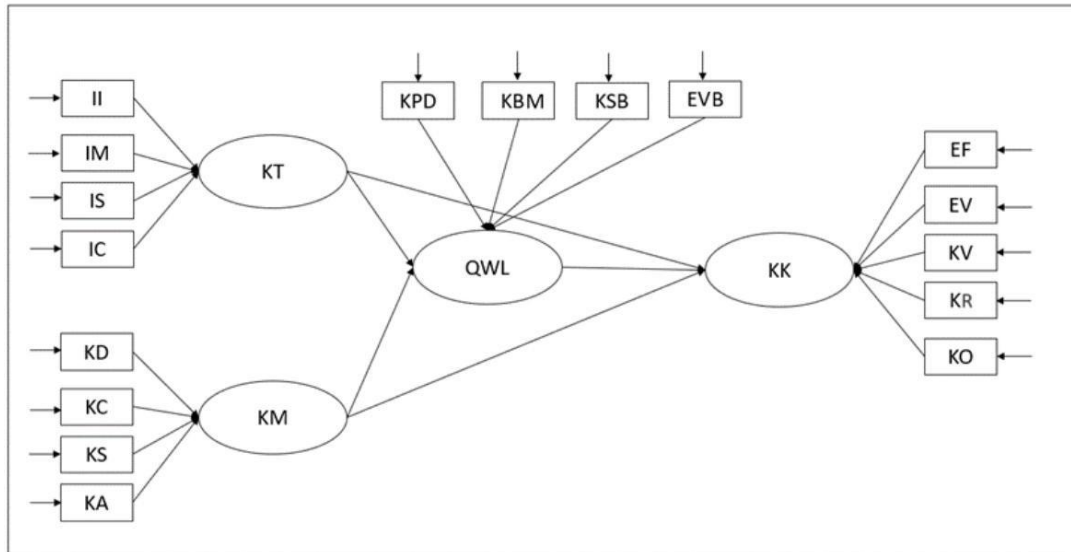 II
IM
IS
IC
KT
KPD
KBM
KSB
EVB
QWL
KD
KC
KS
KA
KM
KK
EF
EV
KV
KR
KO